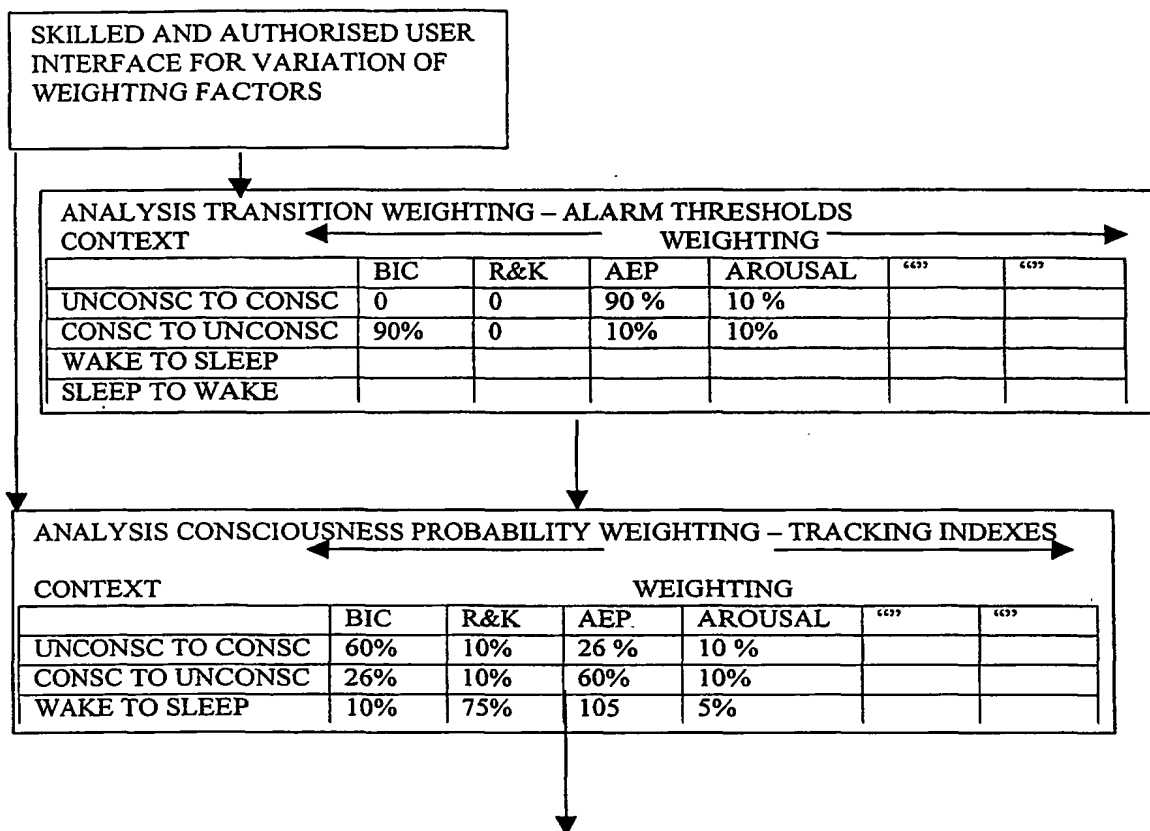 SKILLED AND AUTHORISED USER
INTERFACE FOR VARIATION OF
WEIGHTING FACTORS
ANALYSIS TRANSITION WEIGHTING – ALARM THRESHOLDS
CONTEXT WEIGHTING
BIC R&K AEP AROUSAL “” “”
UNCONSC TO CONSC 0 0 90 % 10 %
CONSC TO UNCONSC 90% 0 10% 10%
WAKE TO SLEEP
SLEEP TO WAKE
ANALYSIS CONSCIOUSNESS PROBABILITY WEIGHTING – TRACKING INDEXES
CONTEXT WEIGHTING
BIC R&K AEP AROUSAL “” “”
UNCONSC TO CONSC 60% 10% 26 % 10 %
CONSC TO UNCONSC 26% 10% 60% 10%
WAKE TO SLEEP 10% 75% 105 5%